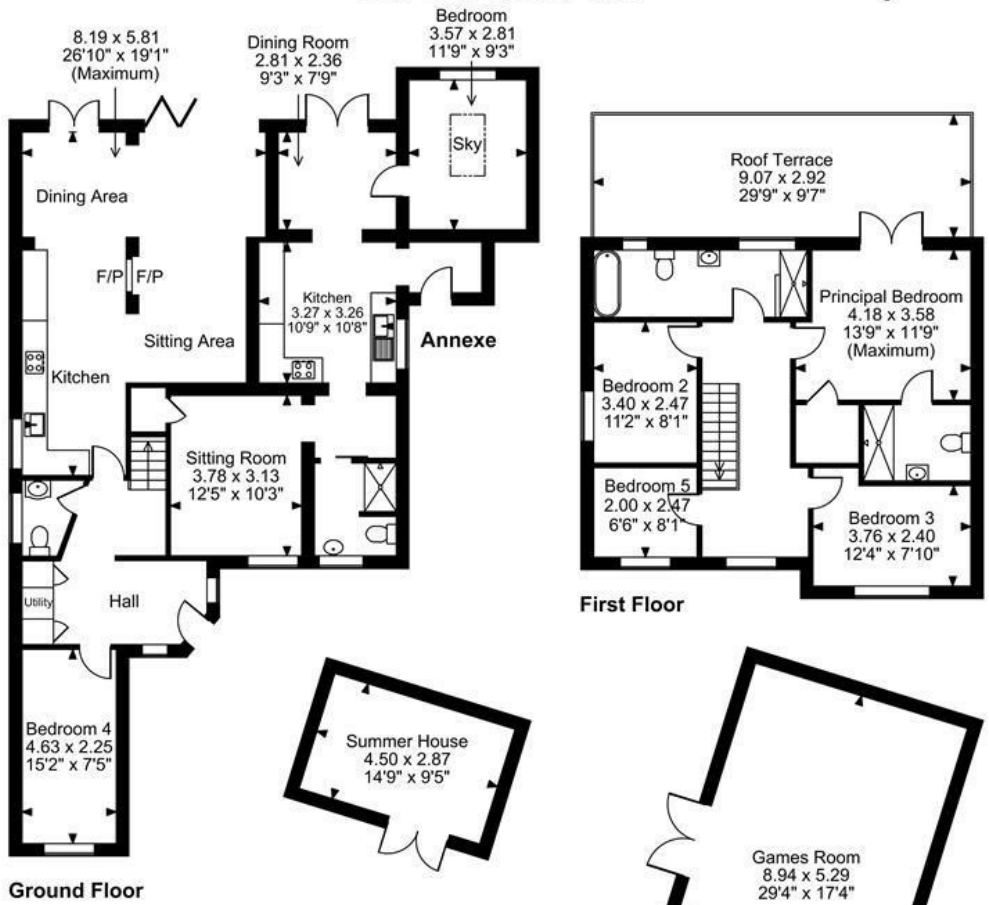 8.19 x 5.81
26'10" x 19'1"
(Maximum)
Dining Room
2.81 x 2.36
9'3" x 7'9"
Bedroom
3.57 x 2.81
11'9" x 9'3"
Sky
Dining Area
F/P F/P
Sitting Area
Kitchen
Kitchen
3.27 x 3.26
10'9" x 10'8"
Annexe
Sitting Room
3.78 x 3.13
12'5" x 10'3"
Utility
Hall
Bedroom 4
4.63 x 2.25
15'2" x 7'5"
Ground Floor
Roof Terrace
9.07 x 2.92
29'9" x 9'7"
Principal Bedroom
4.18 x 3.58
13'9" x 11'9"
(Maximum)
Bedroom 2
3.40 x 2.47
11'2" x 8'1"
Bedroom 5
2.00 x 2.47
6'6" x 8'1"
Bedroom 3
3.76 x 2.40
12'4" x 7'10"
First Floor
Summer House
4.50 x 2.87
14'9" x 9'5"
Games Room
8.94 x 5.29
29'4" x 17'4"